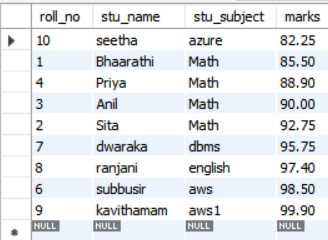 roll_no stu_name stu_subject marks
10 seetha azure 82.25
1 Bhaarathi Math 85.50
4 Priya Math 88.90
3 Anil Math 90.00
2 Sita Math 92.75
7 dwaraka dbms 95.75
8 ranjani english 97.40
6 subbusir aws 98.50
9 kavithamam aws1 99.90
NULL NULL NULL NULL